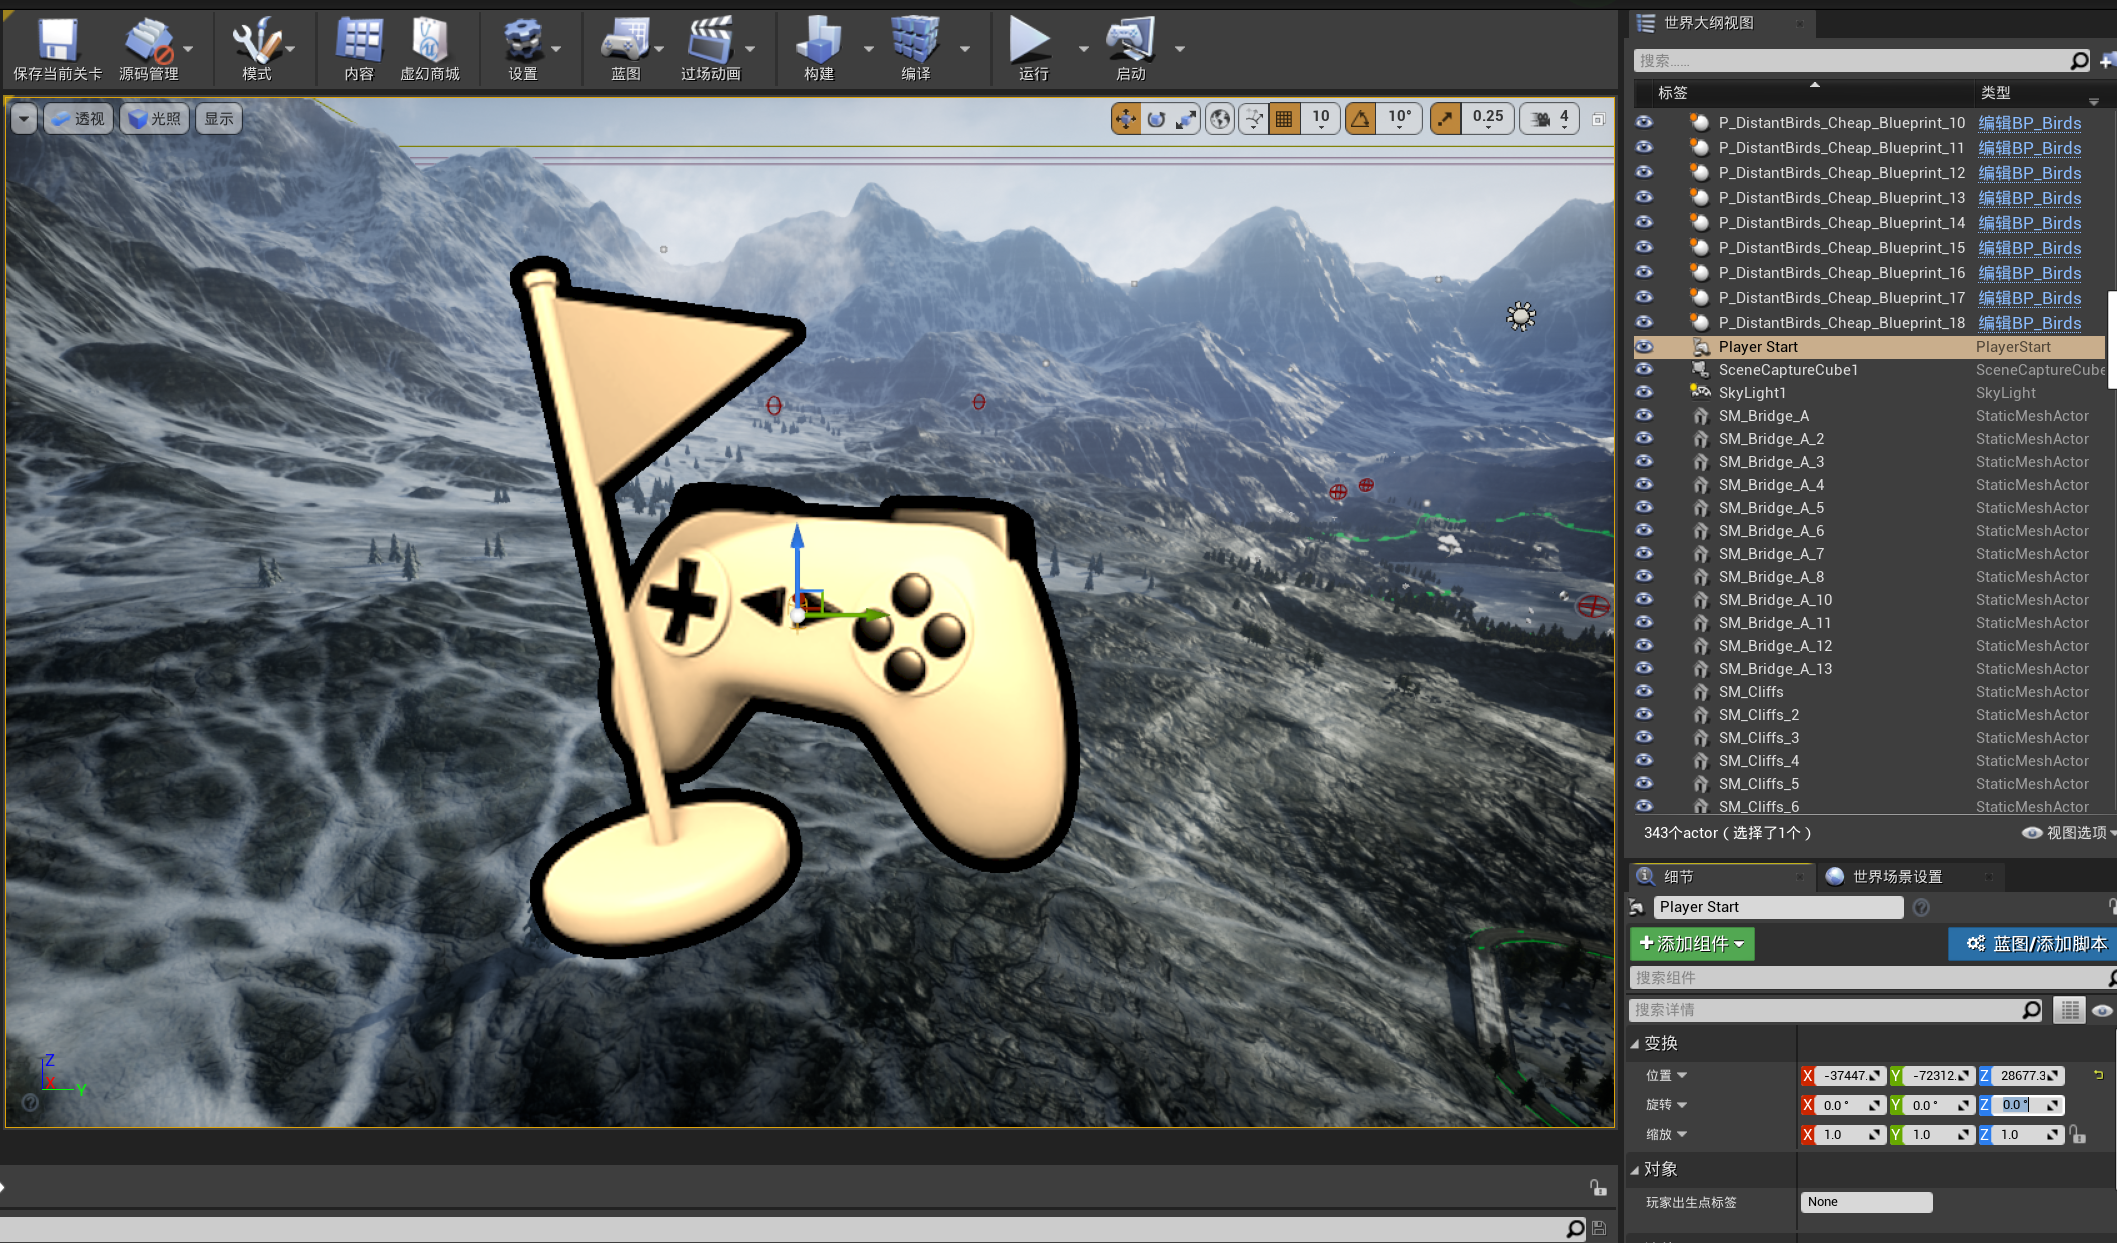 保存当前关卡 源码管理 模式 内容 虚幻商城 设置 蓝图 过场动画 构建 编译 运行 启动
透视 光照 显示 10 10° 0.25 4
Z
X Y
世界大纲视图
搜索......
标签 类型
P_DistantBirds_Cheap_Blueprint_10 编辑BP_Birds
P_DistantBirds_Cheap_Blueprint_11 编辑BP_Birds
P_DistantBirds_Cheap_Blueprint_12 编辑BP_Birds
P_DistantBirds_Cheap_Blueprint_13 编辑BP_Birds
P_DistantBirds_Cheap_Blueprint_14 编辑BP_Birds
P_DistantBirds_Cheap_Blueprint_15 编辑BP_Birds
P_DistantBirds_Cheap_Blueprint_16 编辑BP_Birds
P_DistantBirds_Cheap_Blueprint_17 编辑BP_Birds
P_DistantBirds_Cheap_Blueprint_18 编辑BP_Birds
Player Start PlayerStart
SceneCaptureCube1 SceneCaptureCube
SkyLight1 SkyLight
SM_Bridge_A StaticMeshActor
SM_Bridge_A_2 StaticMeshActor
SM_Bridge_A_3 StaticMeshActor
SM_Bridge_A_4 StaticMeshActor
SM_Bridge_A_5 StaticMeshActor
SM_Bridge_A_6 StaticMeshActor
SM_Bridge_A_7 StaticMeshActor
SM_Bridge_A_8 StaticMeshActor
SM_Bridge_A_10 StaticMeshActor
SM_Bridge_A_11 StaticMeshActor
SM_Bridge_A_12 StaticMeshActor
SM_Bridge_A_13 StaticMeshActor
SM_Cliffs StaticMeshActor
SM_Cliffs_2 StaticMeshActor
SM_Cliffs_3 StaticMeshActor
SM_Cliffs_4 StaticMeshActor
SM_Cliffs_5 StaticMeshActor
SM_Cliffs_6 StaticMeshActor
343个actor（选择了1个） 视图选项
细节 世界场景设置
Player Start
添加组件 蓝图/添加脚本
搜索组件
搜索详情
变换
位置 X -37447. Y -72312. Z 28677.3
旋转 X 0.0 ° Y 0.0 ° Z 0.0 °
缩放 X 1.0 Y 1.0 Z 1.0
对象
玩家出生点标签 None